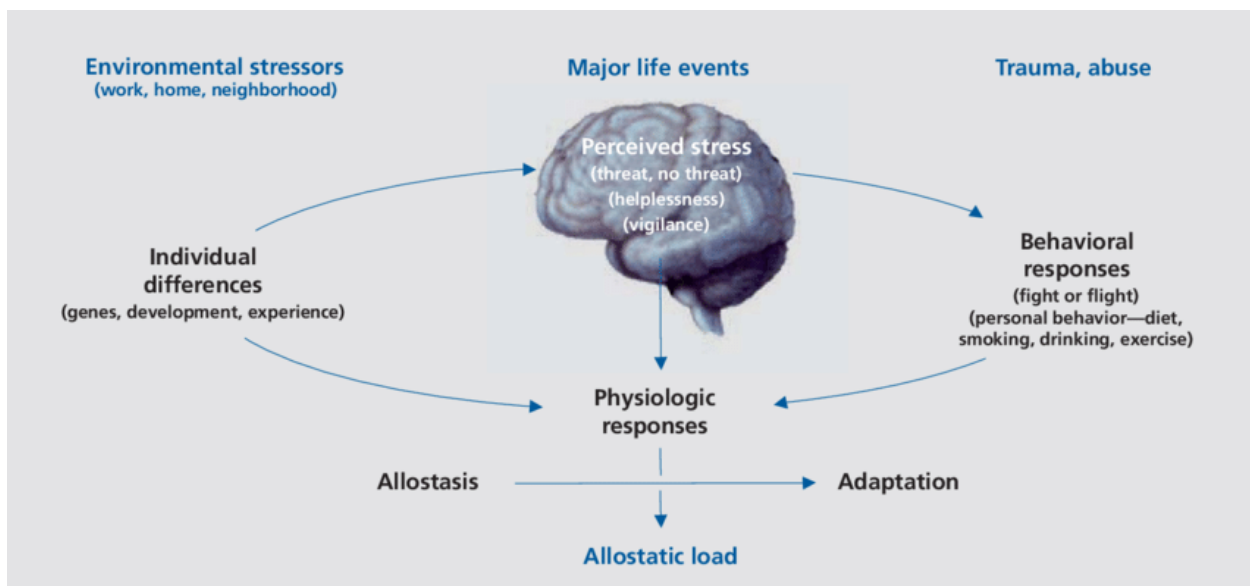 Environmental stressors
(work, home, neighborhood)
Major life events
Trauma, abuse
Perceived stress
(threat, no threat)
(helplessness)
(vigilance)
Individual
differences
(genes, development, experience)
Behavioral
responses
(fight or flight)
(personal behavior—diet,
smoking, drinking, exercise)
Physiologic
responses
Allostasis
Adaptation
Allostatic load